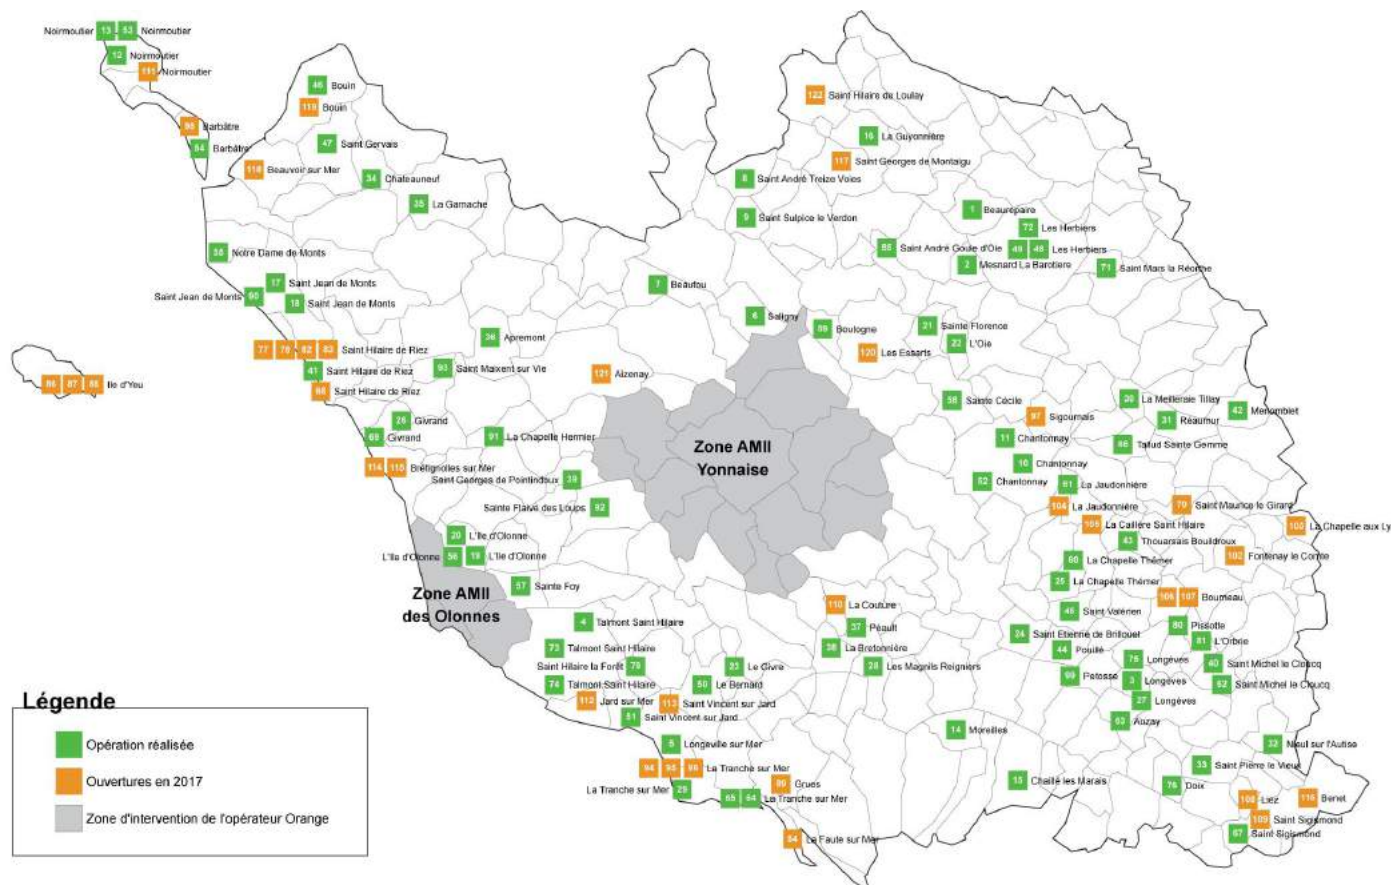 Noirmoutier 13 53 Noirmoutier
12 Noirmoutier
111 Noirmoutier
46 Bouin
119 Bouin
122 Saint Hilaire de Loulay
Barbâtre
54 Barbâtre
47 Saint Gervais
16 La Guyonnière
117 Saint Georges de Montaigu
118 Beauvoir sur Mer
34 Chateauneuf
8 Saint André Treize Voies
35 La Garnache
9 Saint Sulpice le Verdon
1 Beaurepaire
72 Les Herbiers
Notre Dame de Monts
Saint André Goule d'Oie
49 48 Les Herbiers
2 Mesnard La Barotière
71 Saint Mars la Réorthe
17 Saint Jean de Monts
Saint Jean de Monts 90
18 Saint Jean de Monts
7 Beaufou
6 Saligny
59 Boulogne
21 Sainte Florence
22 L'Oie
36 Apremont
77 78 82 83 Saint Hilaire de Riez
120 Les Essarts
41 Saint Hilaire de Riez
93 Saint Maixent sur Vie
121 Aizenay
86 87 88 Ile d'Yeu
Saint Hilaire de Riez
58 Sainte Cécile
La Meilleraie Tillay
97 Sigournais
31 Réaumur
42 Menomblet
26 Givrand
Givrand
91 La Chapelle Hermier
11 Chantonnay
Tallud Sainte Gemme
Zone AMII
Yonnaise
114 115 Brétignolles sur Mer
10 Chantonnay
Saint Georges de Pointindoux 39
52 Chantonnay
61 La Jaudonnière
Sainte Flaive des Loups 92
104 La Jaudonnière
70 Saint Maurice le Girard
105 La Caillère Saint Hilaire
100 La Chapelle aux Ly
20 L'Ile d'Olonne
43 Thouarsais Bouildroux
L'Ile d'Olonne 56 19 L'Ile d'Olonne
60 La Chapelle Thémer
102 Fontenay le Comte
57 Sainte Foy
25 La Chapelle Thémer
Zone AMII
des Olonnes
110 La Couture
106 107 Bourneau
45 Saint Valérien
4 Talmont Saint Hilaire
37 Péault
24 Saint Etienne de Brillouet
80 Pissotte
81 L'Orbrie
73 Talmont Saint Hilaire
38 La Bretonnière
44 Pouillé
Saint Hilaire la Forêt 79
23 Le Givre
28 Les Magnils Reigniers
75 Longèves
40 Saint Michel le Cloucq
74 Talmont Saint Hilaire
50 Le Bernard
99 Petosse
3 Longèves
62 Saint Michel le Cloucq
112 Jard sur Mer
113 Saint Vincent sur Jard
27 Longèves
51 Saint Vincent sur Jard
63 Auzay
Légende
14 Moreilles
Opération réalisée
5 Longeville sur Mer
32 Nieul sur l'Autise
94 95 La Tranche sur Mer
33 Saint Pierre le Vieux
Ouvertures en 2017
La Tranche sur Mer 29
Grues
15 Chaillé les Marais
76 Doix
65 64 La Tranche sur Mer
108 Liez
116 Benet
Zone d'intervention de l'opérateur Orange
109 Saint Sigismond
84 La Faute sur Mer
67 Saint Sigismond